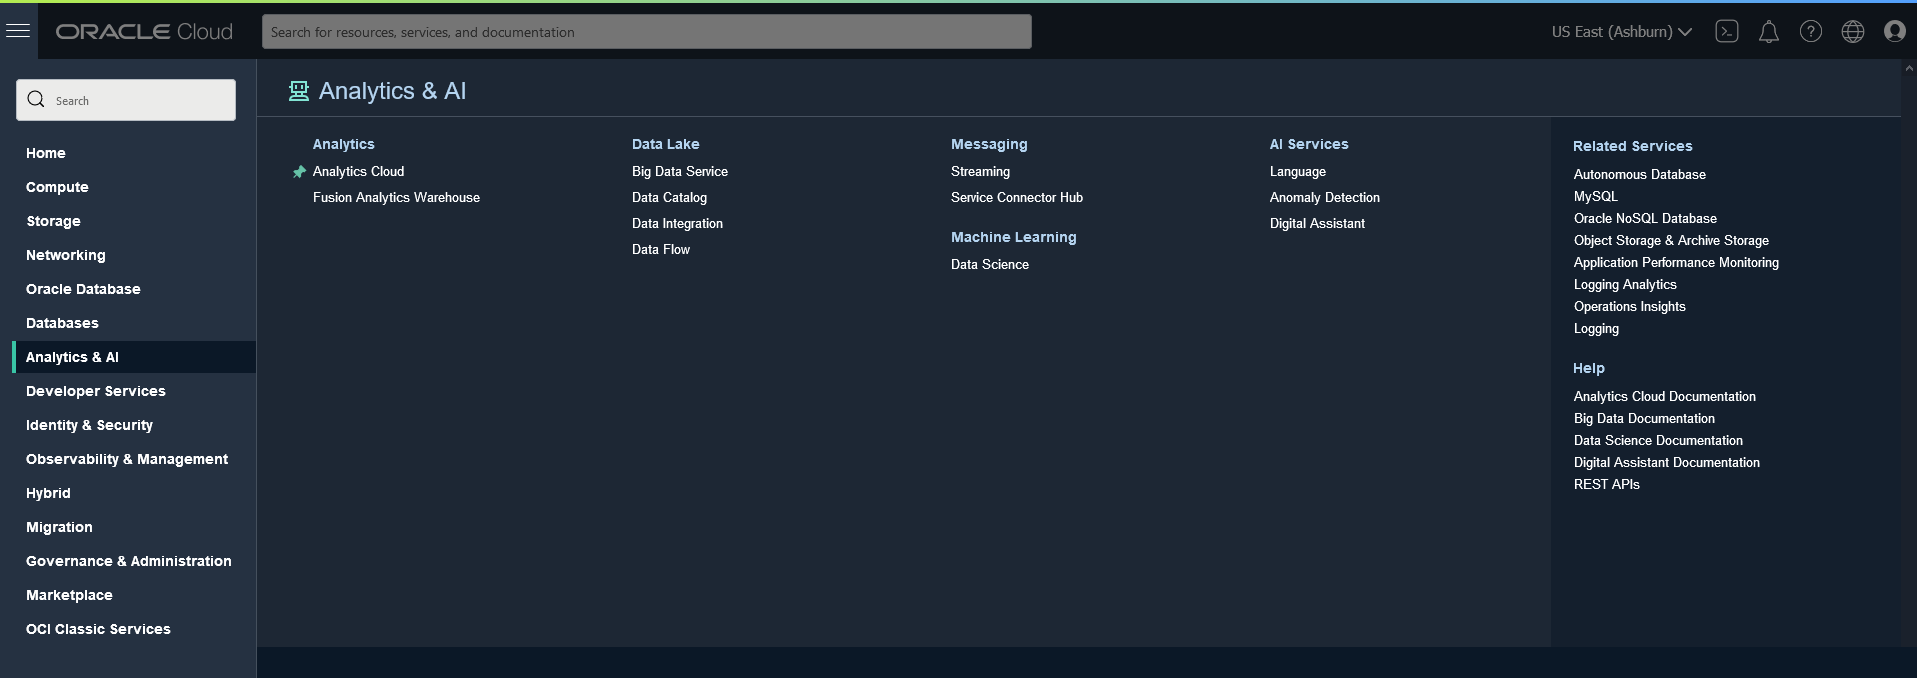 ORACLE Cloud
Search for resources, services, and documentation
US East (Ashburn)
Search
Home
Compute
Storage
Networking
Oracle Database
Databases
Analytics & AI
Developer Services
Identity & Security
Observability & Management
Hybrid
Migration
Governance & Administration
Marketplace
OCI Classic Services
Analytics & AI
Analytics
Analytics Cloud
Fusion Analytics Warehouse
Data Lake
Big Data Service
Data Catalog
Data Integration
Data Flow
Messaging
Streaming
Service Connector Hub
Machine Learning
Data Science
AI Services
Language
Anomaly Detection
Digital Assistant
Related Services
Autonomous Database
MySQL
Oracle NoSQL Database
Object Storage & Archive Storage
Application Performance Monitoring
Logging Analytics
Operations Insights
Logging
Help
Analytics Cloud Documentation
Big Data Documentation
Data Science Documentation
Digital Assistant Documentation
REST APIs